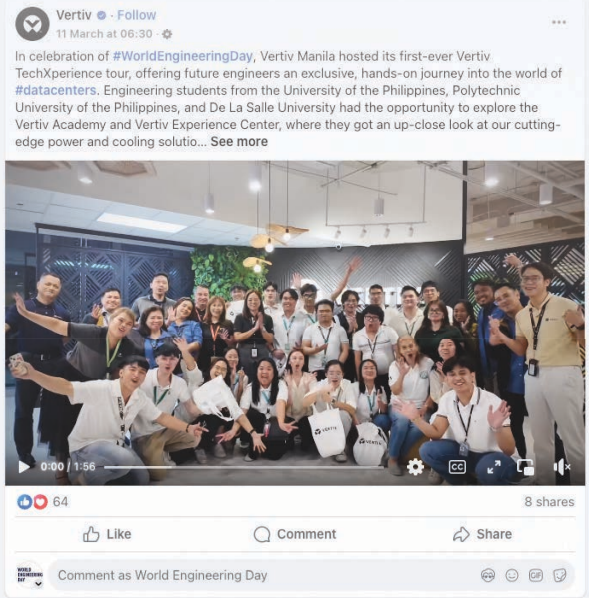 Vertiv · Follow
11 March at 06:30 ·
In celebration of #WorldEngineeringDay, Vertiv Manila hosted its first-ever Vertiv
TechXperience tour, offering future engineers an exclusive, hands-on journey into the world of
#datacenters. Engineering students from the University of the Philippines, Polytechnic
University of the Philippines, and De La Salle University had the opportunity to explore the
Vertiv Academy and Vertiv Experience Center, where they got an up-close look at our cutting-
edge power and cooling solutio... See more
VERTIV
VERTIV
0:00 / 1:56
CC
64
8 shares
Like
Comment
Share
WORLD
ENGINEERING
DAY
Comment as World Engineering Day
GIF